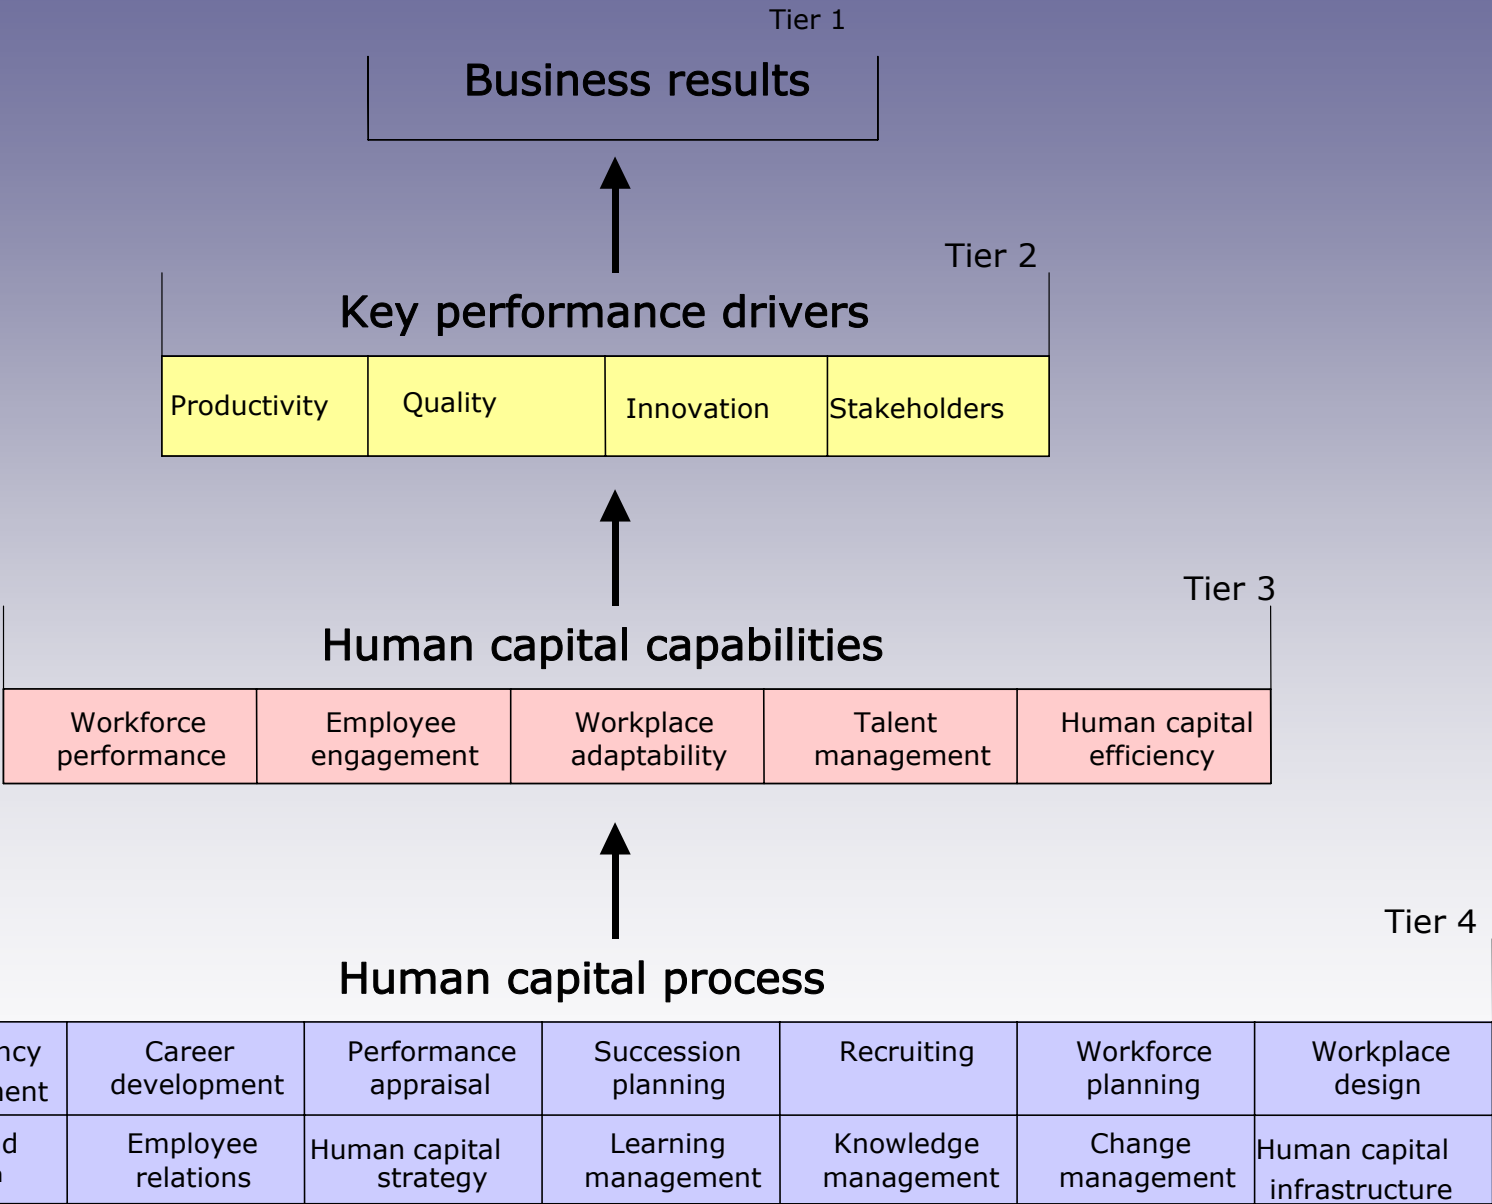 Tier 1
Business results
Tier 2
Key performance drivers
Productivity
Quality
Innovation
Stakeholders
Tier 3
Human capital capabilities
Workforce
performance
Employee
engagement
Workplace
adaptability
Talent
management
Human capital
efficiency
Tier 4
Human capital process
Career
development
Performance
appraisal
Succession
planning
Recruiting
Workforce
planning
Workplace
design
Employee
relations
Human capital
strategy
Learning
management
Knowledge
management
Change
management
Human capital
infrastructure